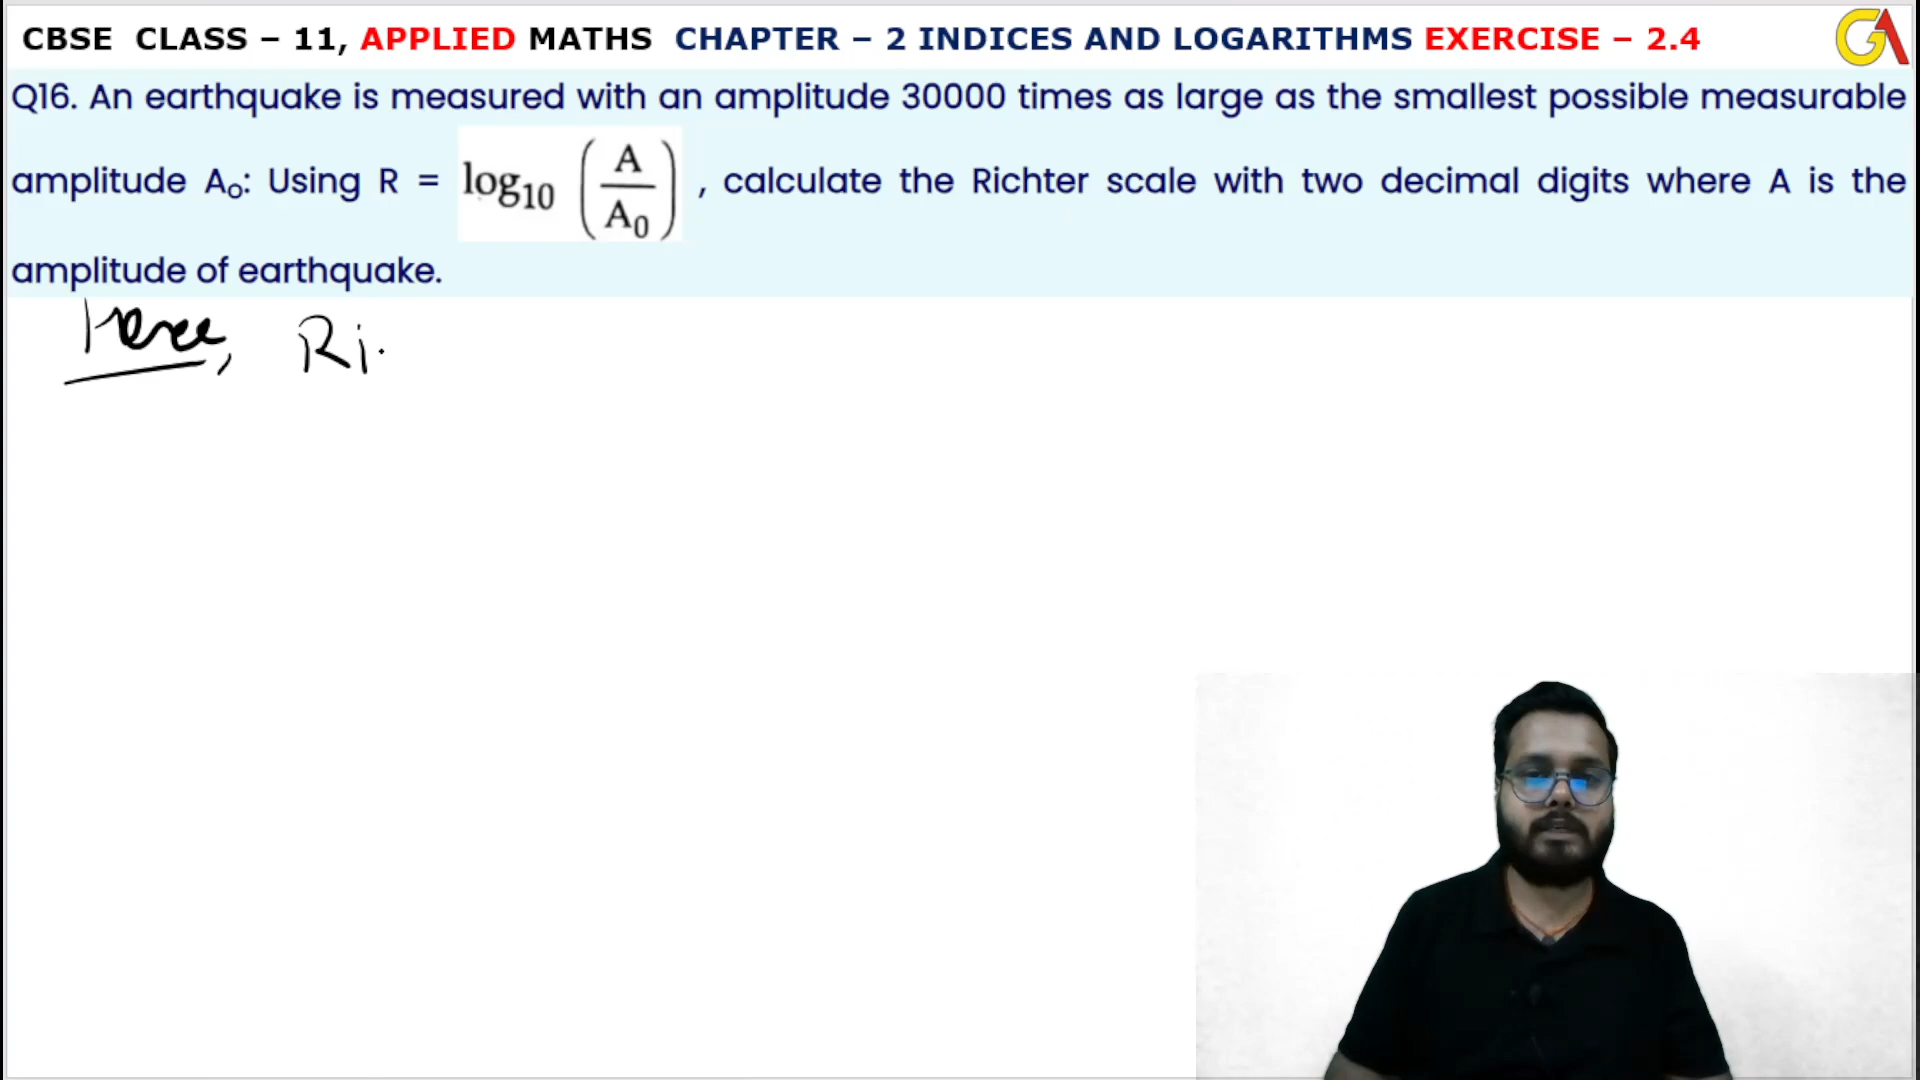 CBSE CLASS – 11, APPLIED MATHS CHAPTER – 2 INDICES AND LOGARITHMS EXERCISE – 2.4
GA
Q16. An earthquake is measured with an amplitude 30000 times as large as the smallest possible measurable
amplitude A₀: Using R = log₁₀ (A/A₀) , calculate the Richter scale with two decimal digits where A is the
amplitude of earthquake.
Here, Ri